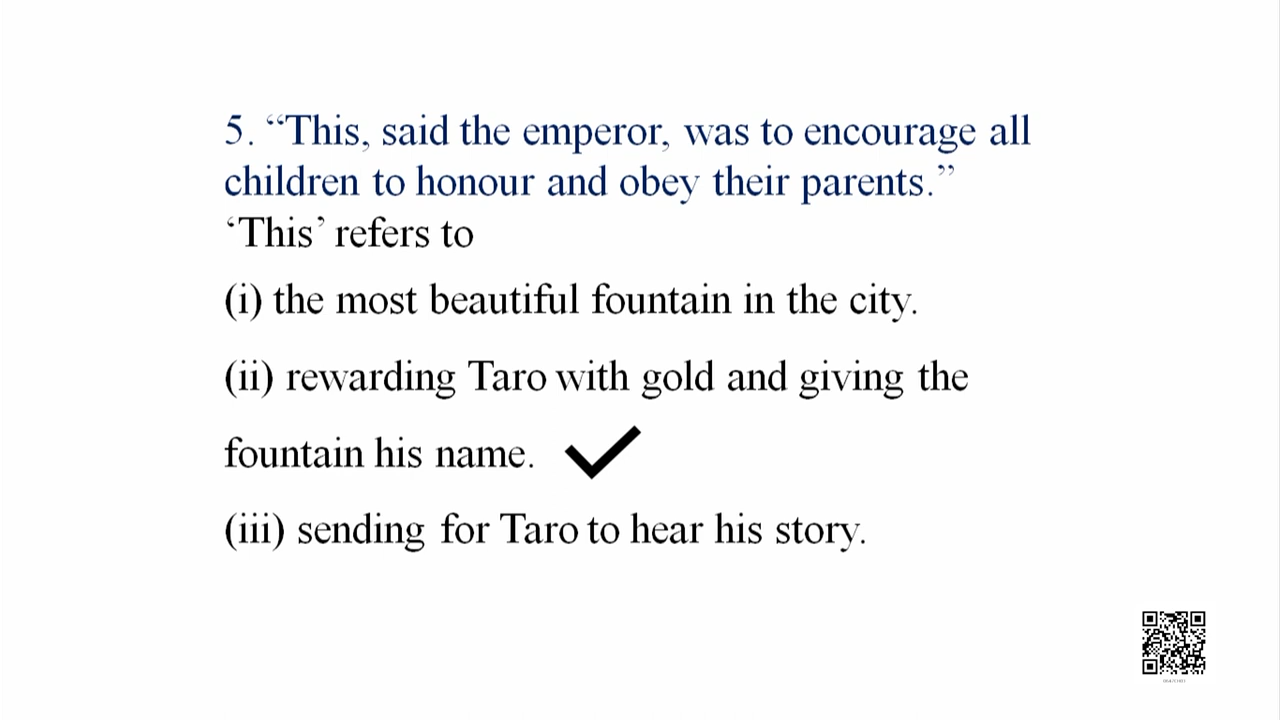 5. “This, said the emperor, was to encourage all
children to honour and obey their parents.”
‘This’ refers to
(i) the most beautiful fountain in the city.
(ii) rewarding Taro with gold and giving the
fountain his name.
(iii) sending for Taro to hear his story.